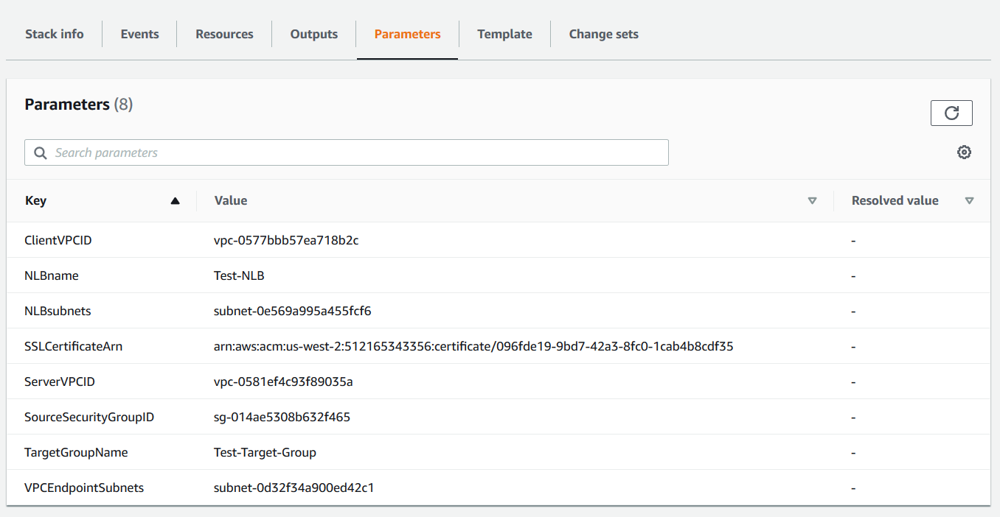 Stack info Events Resources Outputs Parameters Template Change sets
Parameters (8)
Search parameters
Key Value Resolved value
ClientVPCID vpc-0577bbb57ea718b2c -
NLBname Test-NLB -
NLBsubnets subnet-0e569a995a455fcf6 -
SSLCertificateArn arn:aws:acm:us-west-2:512165343356:certificate/096fde19-9bd7-42a3-8fc0-1cab4b8cdf35 -
ServerVPCID vpc-0581ef4c93f89035a -
SourceSecurityGroupID sg-014ae5308b632f465 -
TargetGroupName Test-Target-Group -
VPCEndpointSubnets subnet-0d32f34a900ed42c1 -